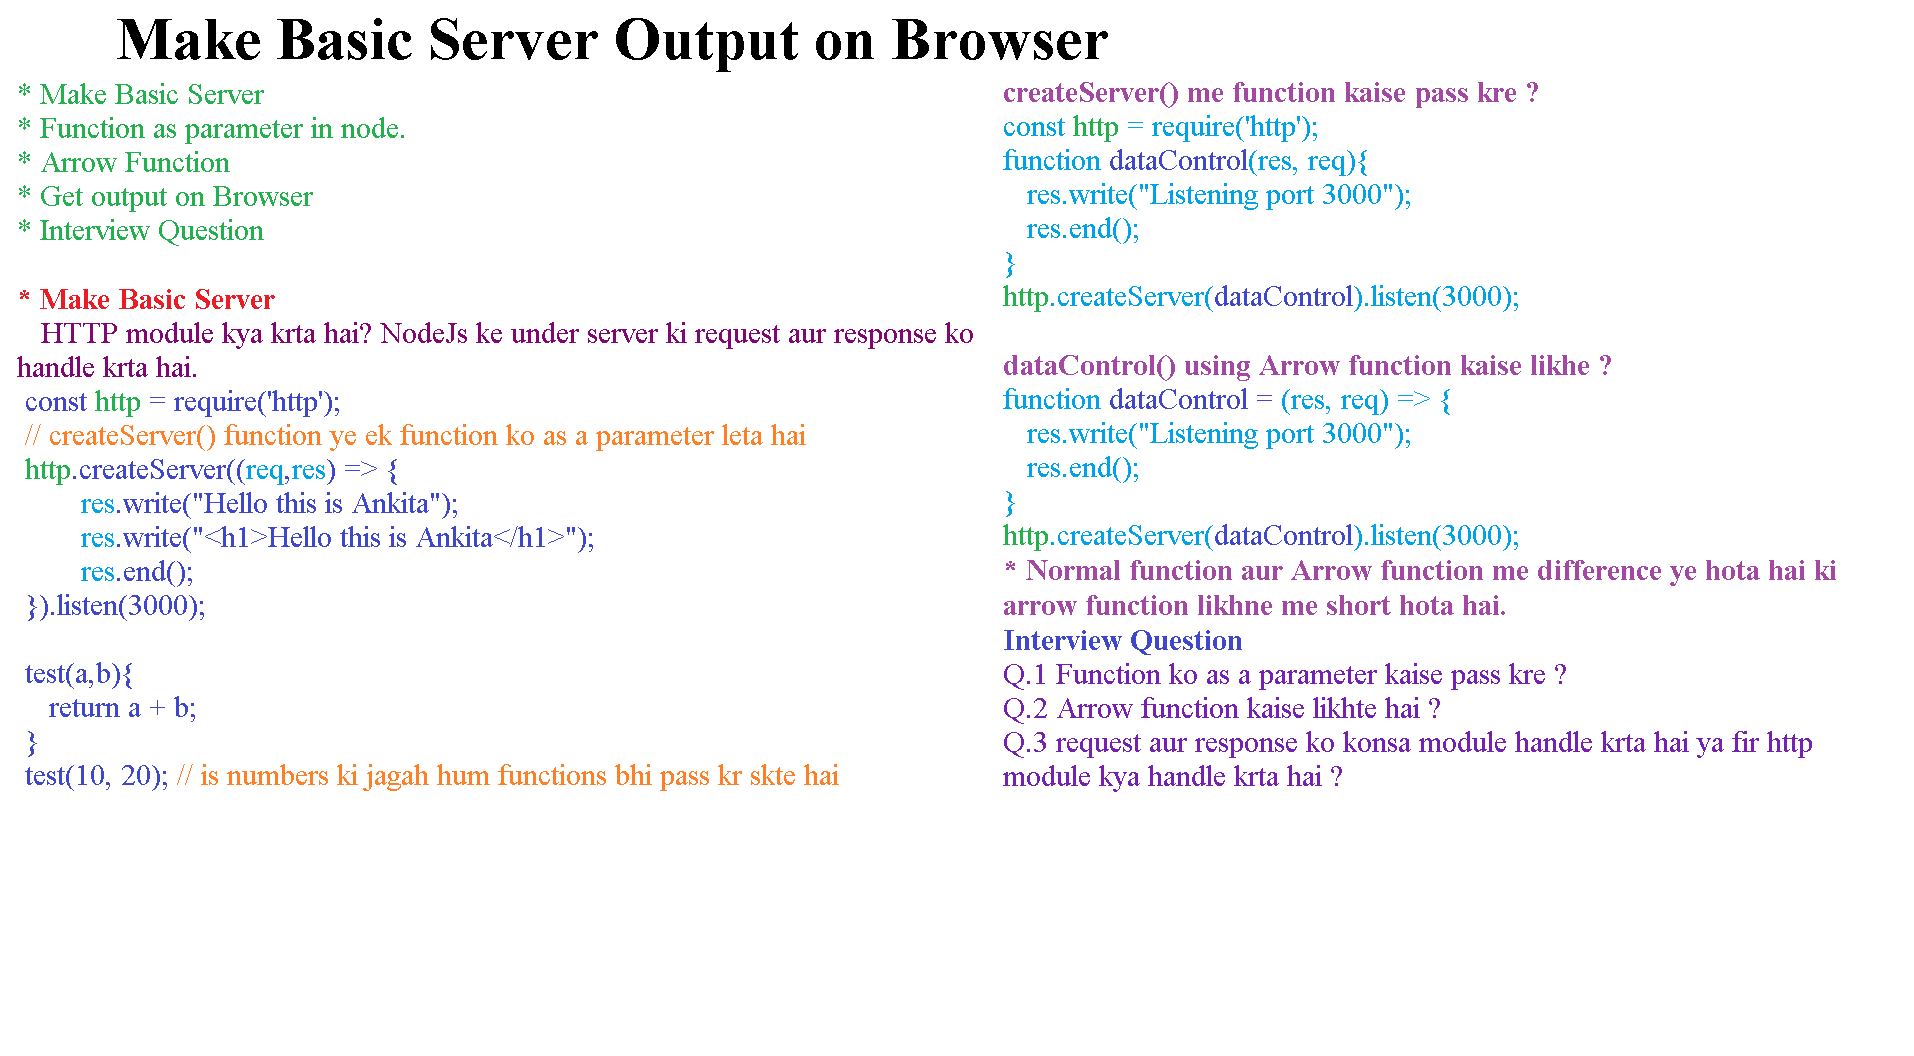 Make Basic Server Output on Browser
* Make Basic Server
* Function as parameter in node.
* Arrow Function
* Get output on Browser
* Interview Question
* Make Basic Server
HTTP module kya krta hai? NodeJs ke under server ki request aur response ko
handle krta hai.
const http = require('http');
// createServer() function ye ek function ko as a parameter leta hai
http.createServer((req,res) => {
res.write("Hello this is Ankita");
res.write("<h1>Hello this is Ankita</h1>");
res.end();
}).listen(3000);
test(a,b){
return a + b;
}
test(10, 20); // is numbers ki jagah hum functions bhi pass kr skte hai
createServer() me function kaise pass kre ?
const http = require('http');
function dataControl(res, req){
res.write("Listening port 3000");
res.end();
}
http.createServer(dataControl).listen(3000);
dataControl() using Arrow function kaise likhe ?
function dataControl = (res, req) => {
res.write("Listening port 3000");
res.end();
}
http.createServer(dataControl).listen(3000);
* Normal function aur Arrow function me difference ye hota hai ki
arrow function likhne me short hota hai.
Interview Question
Q.1 Function ko as a parameter kaise pass kre ?
Q.2 Arrow function kaise likhte hai ?
Q.3 request aur response ko konsa module handle krta hai ya fir http
module kya handle krta hai ?